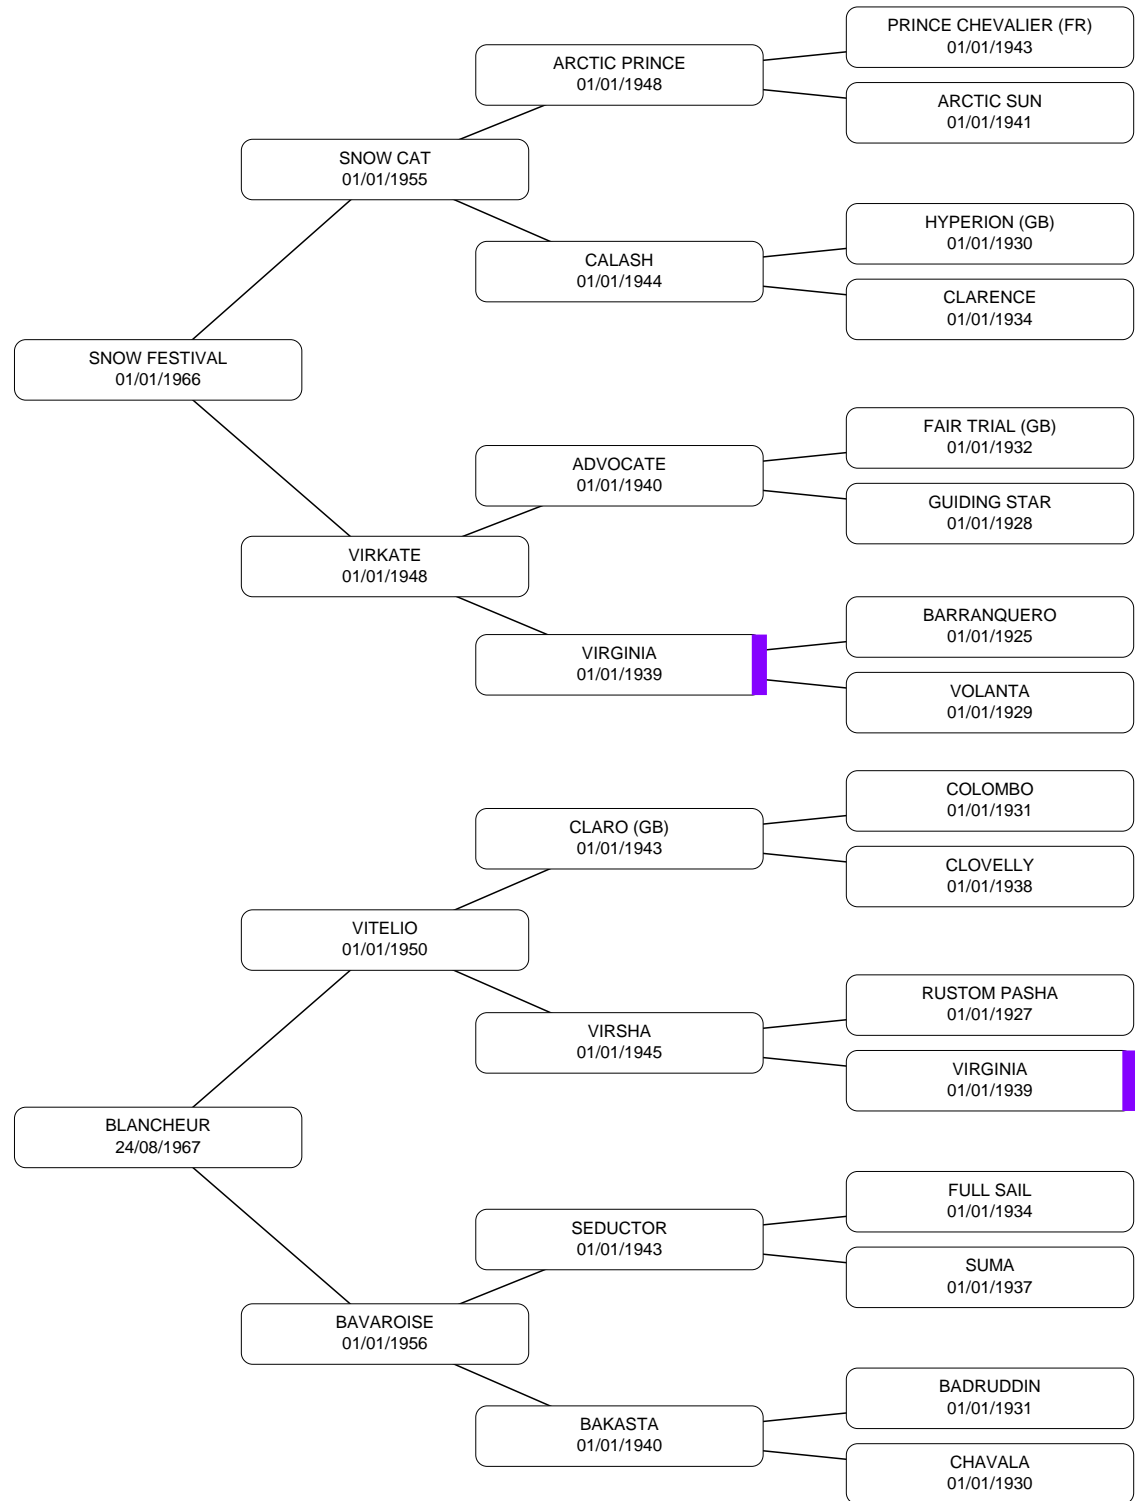 PRINCE CHEVALIER (FR)
01/01/1943
ARCTIC PRINCE
01/01/1948
ARCTIC SUN
01/01/1941
SNOW CAT
01/01/1955
HYPERION (GB)
01/01/1930
CALASH
01/01/1944
CLARENCE
01/01/1934
SNOW FESTIVAL
01/01/1966
FAIR TRIAL (GB)
01/01/1932
ADVOCATE
01/01/1940
GUIDING STAR
01/01/1928
VIRKATE
01/01/1948
BARRANQUERO
01/01/1925
VIRGINIA
01/01/1939
VOLANTA
01/01/1929
COLOMBO
01/01/1931
CLARO (GB)
01/01/1943
CLOVELLY
01/01/1938
VITELIO
01/01/1950
RUSTOM PASHA
01/01/1927
VIRSHA
01/01/1945
VIRGINIA
01/01/1939
BLANCHEUR
24/08/1967
FULL SAIL
01/01/1934
SEDUCTOR
01/01/1943
SUMA
01/01/1937
BAVAROISE
01/01/1956
BADRUDDIN
01/01/1931
BAKASTA
01/01/1940
CHAVALA
01/01/1930